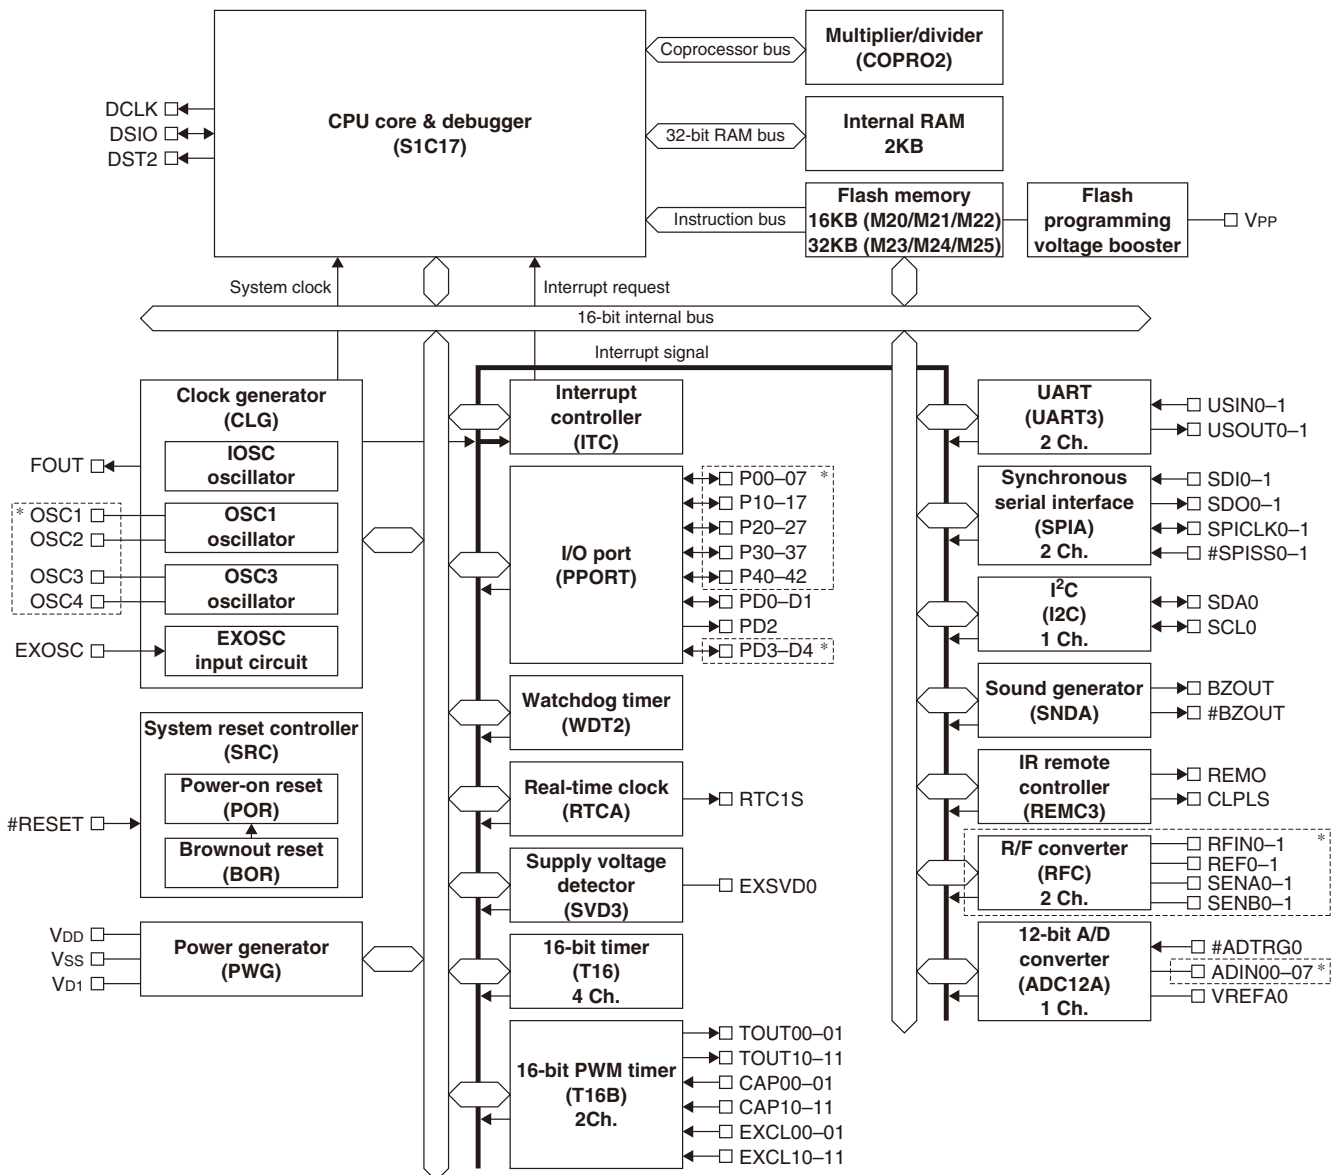 CPU core & debugger
(S1C17)
DCLK
DSIO
DST2
Coprocessor bus
Multiplier/divider
(COPRO2)
32-bit RAM bus
Internal RAM
2KB
Instruction bus
Flash memory
16KB (M20/M21/M22)
32KB (M23/M24/M25)
Flash
programming
voltage booster
VPP
System clock
Interrupt request
16-bit internal bus
Interrupt signal
Clock generator
(CLG)
IOSC
oscillator
OSC1
oscillator
OSC3
oscillator
EXOSC
input circuit
FOUT
* OSC1
OSC2
OSC3
OSC4
EXOSC
System reset controller
(SRC)
Power-on reset
(POR)
Brownout reset
(BOR)
#RESET
VDD
VSS
VD1
Power generator
(PWG)
Interrupt
controller
(ITC)
I/O port
(PPORT)
P00–07 *
P10–17
P20–27
P30–37
P40–42
PD0–D1
PD2
PD3–D4 *
Watchdog timer
(WDT2)
Real-time clock
(RTCA)
RTC1S
Supply voltage
detector
(SVD3)
EXSVD0
16-bit timer
(T16)
4 Ch.
16-bit PWM timer
(T16B)
2Ch.
TOUT00–01
TOUT10–11
CAP00–01
CAP10–11
EXCL00–01
EXCL10–11
UART
(UART3)
2 Ch.
USIN0–1
USOUT0–1
Synchronous
serial interface
(SPIA)
2 Ch.
SDI0–1
SDO0–1
SPICLK0–1
#SPISS0–1
I2C
(I2C)
1 Ch.
SDA0
SCL0
Sound generator
(SNDA)
BZOUT
#BZOUT
IR remote
controller
(REMC3)
REMO
CLPLS
R/F converter
(RFC)
2 Ch.
RFIN0–1 *
REF0–1
SENA0–1
SENB0–1
12-bit A/D
converter
(ADC12A)
1 Ch.
#ADTRG0
ADIN00–07 *
VREFA0